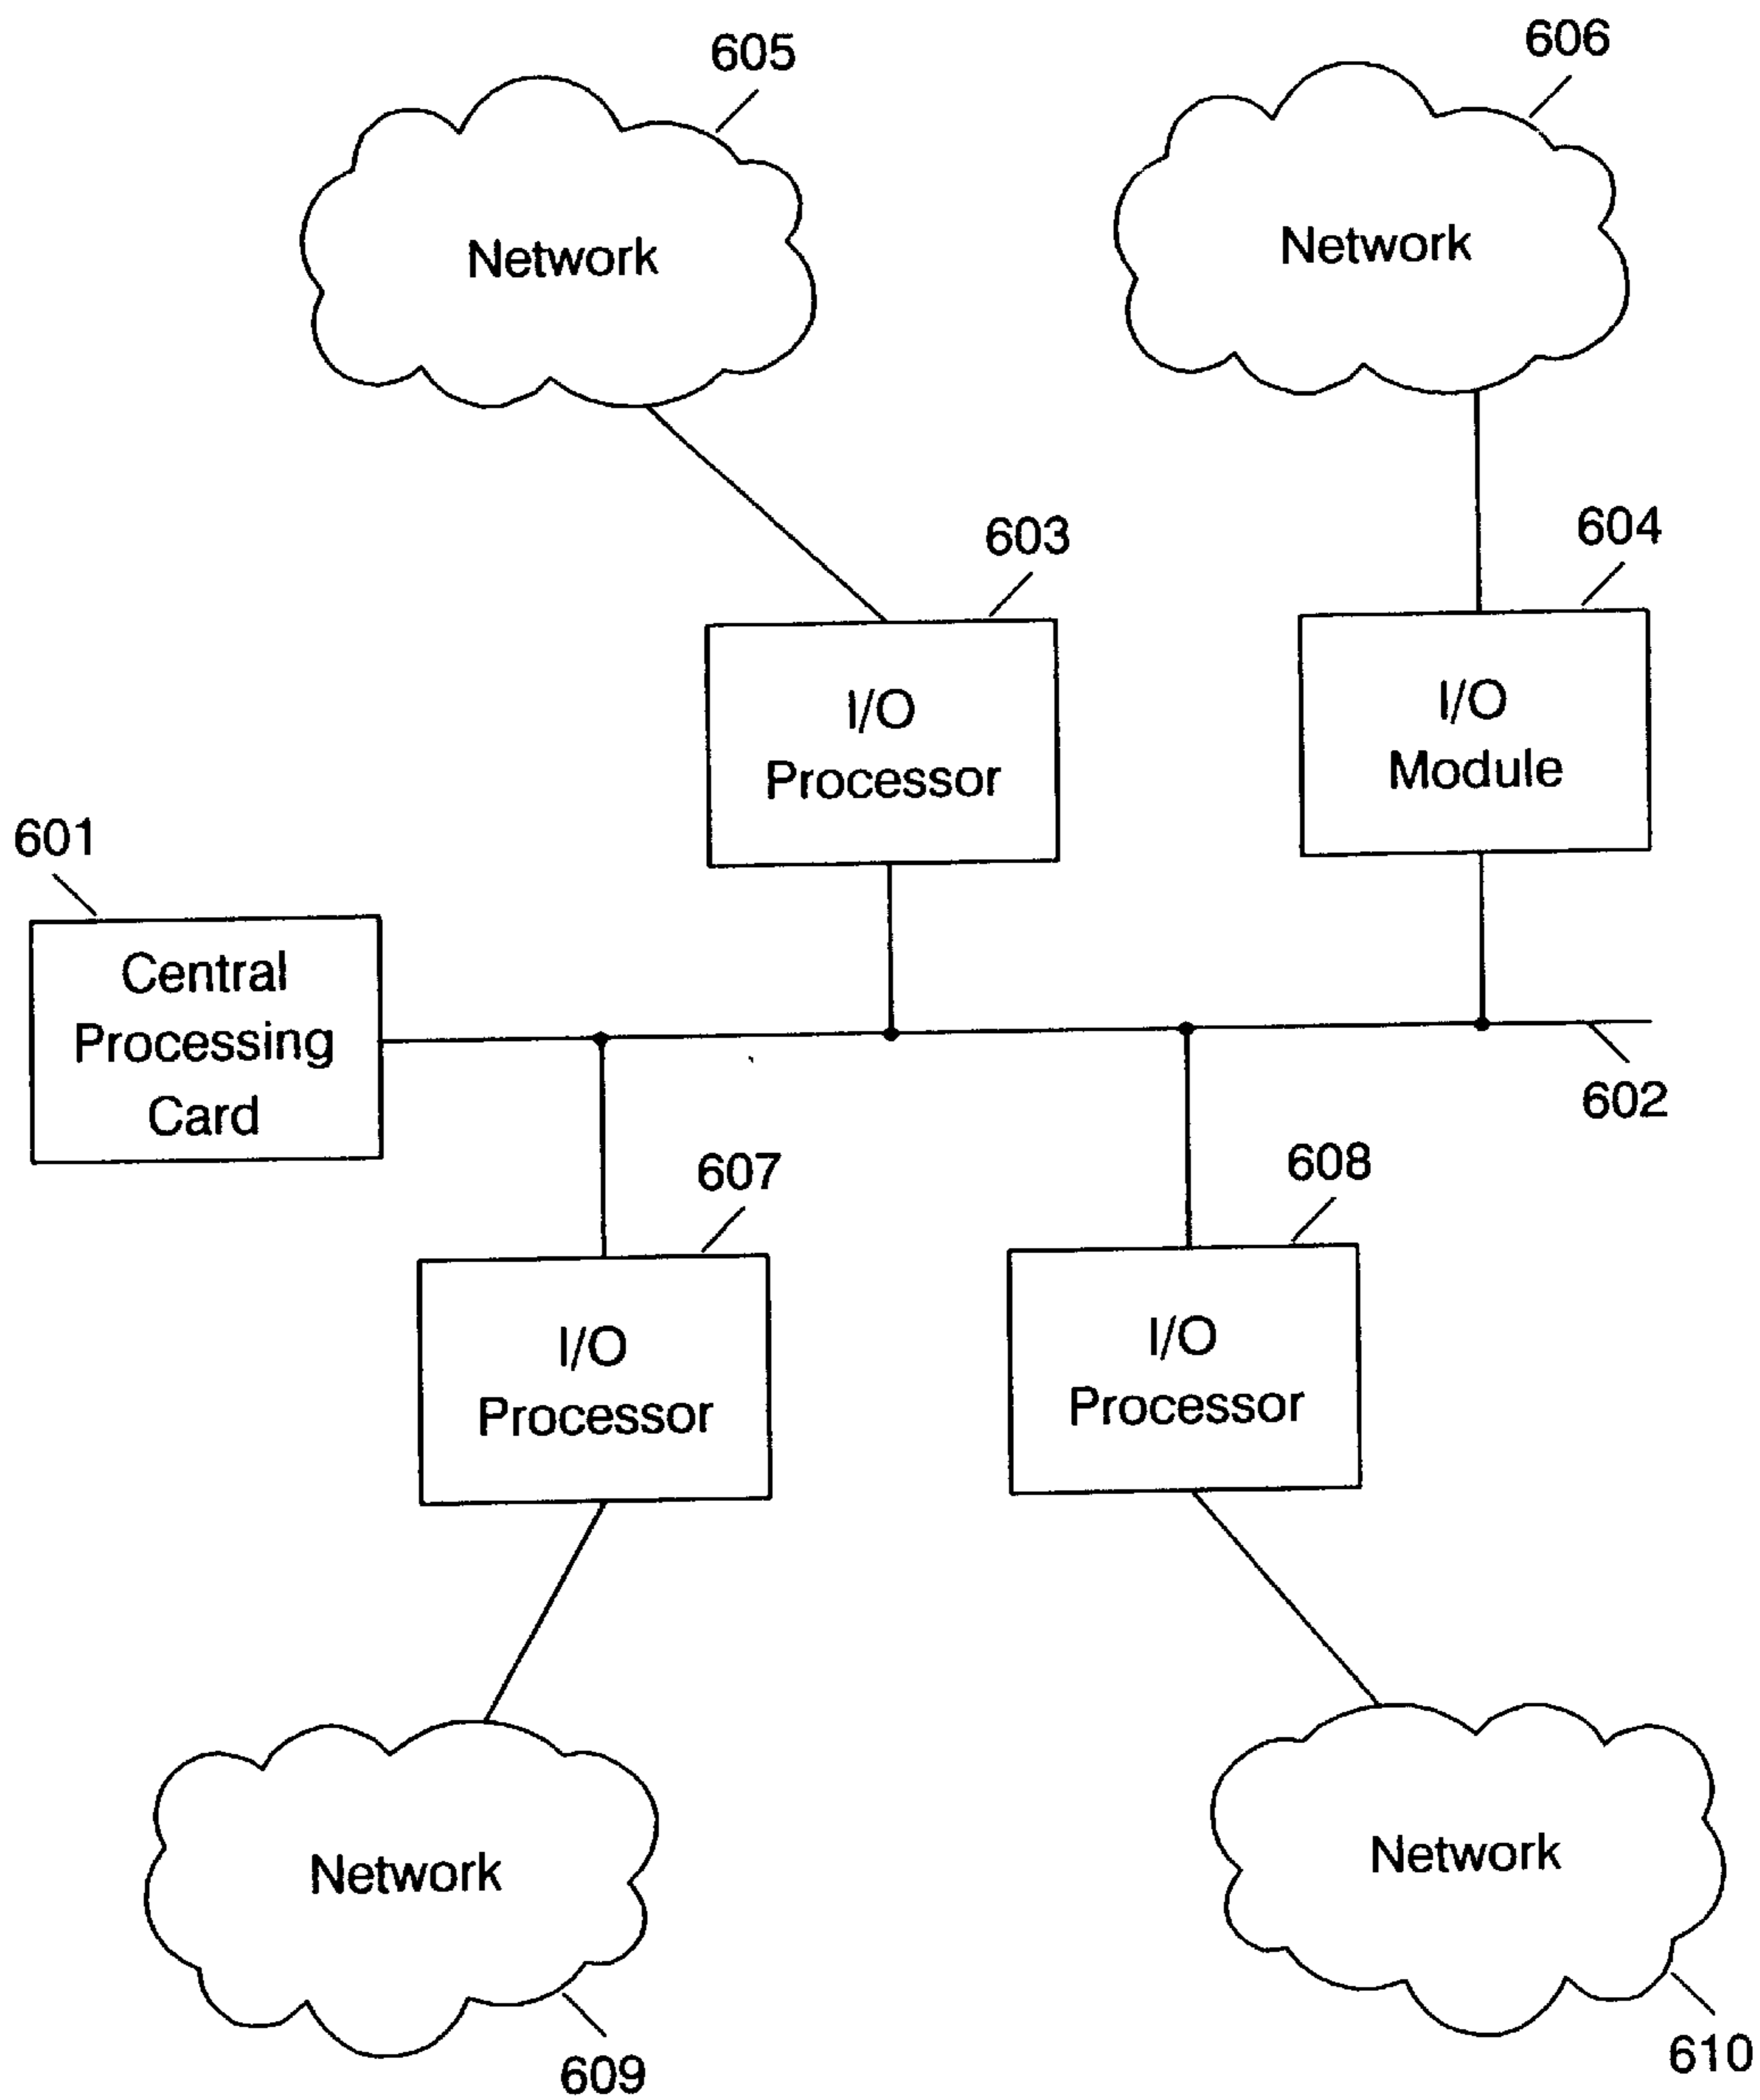 605
606
Network
Network
603
604
I/O
Processor
I/O
Module
601
Central
Processing
Card
602
607
608
I/O
Processor
I/O
Processor
Network
Network
609
610